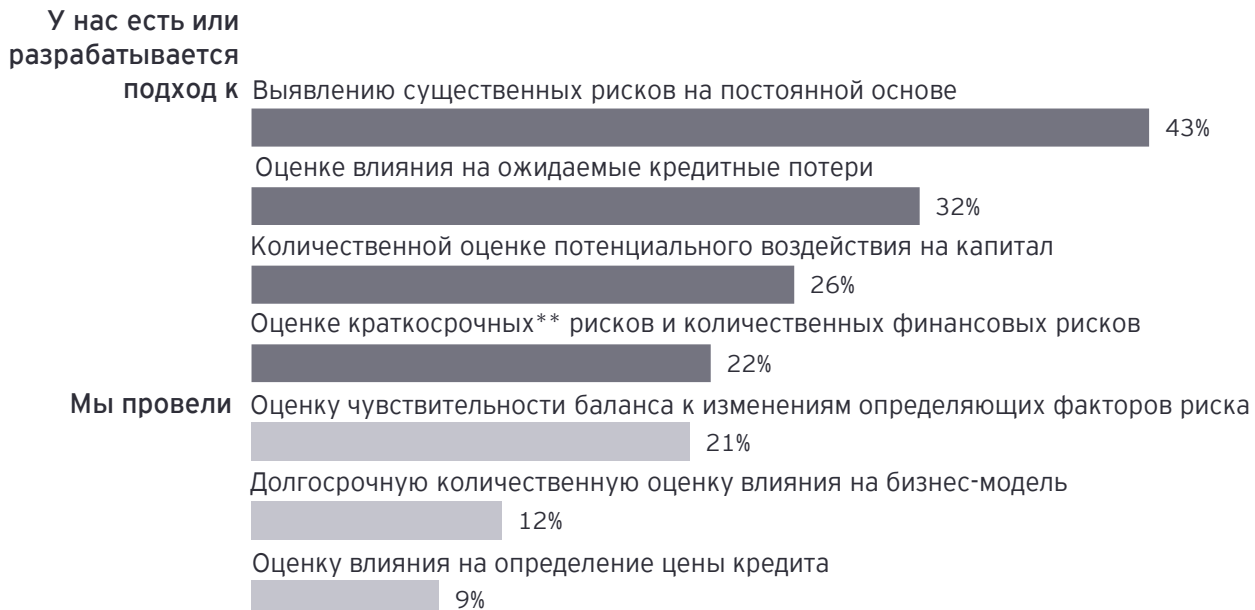 У нас есть или
разрабатывается
подход к
Выявлению существенных рисков на постоянной основе
43%
Оценке влияния на ожидаемые кредитные потери
32%
Количественной оценке потенциального воздействия на капитал
26%
Оценке краткосрочных** рисков и количественных финансовых рисков
22%
Мы провели
Оценку чувствительности баланса к изменениям определяющих факторов риска
21%
Долгосрочную количественную оценку влияния на бизнес-модель
12%
Оценку влияния на определение цены кредита
9%